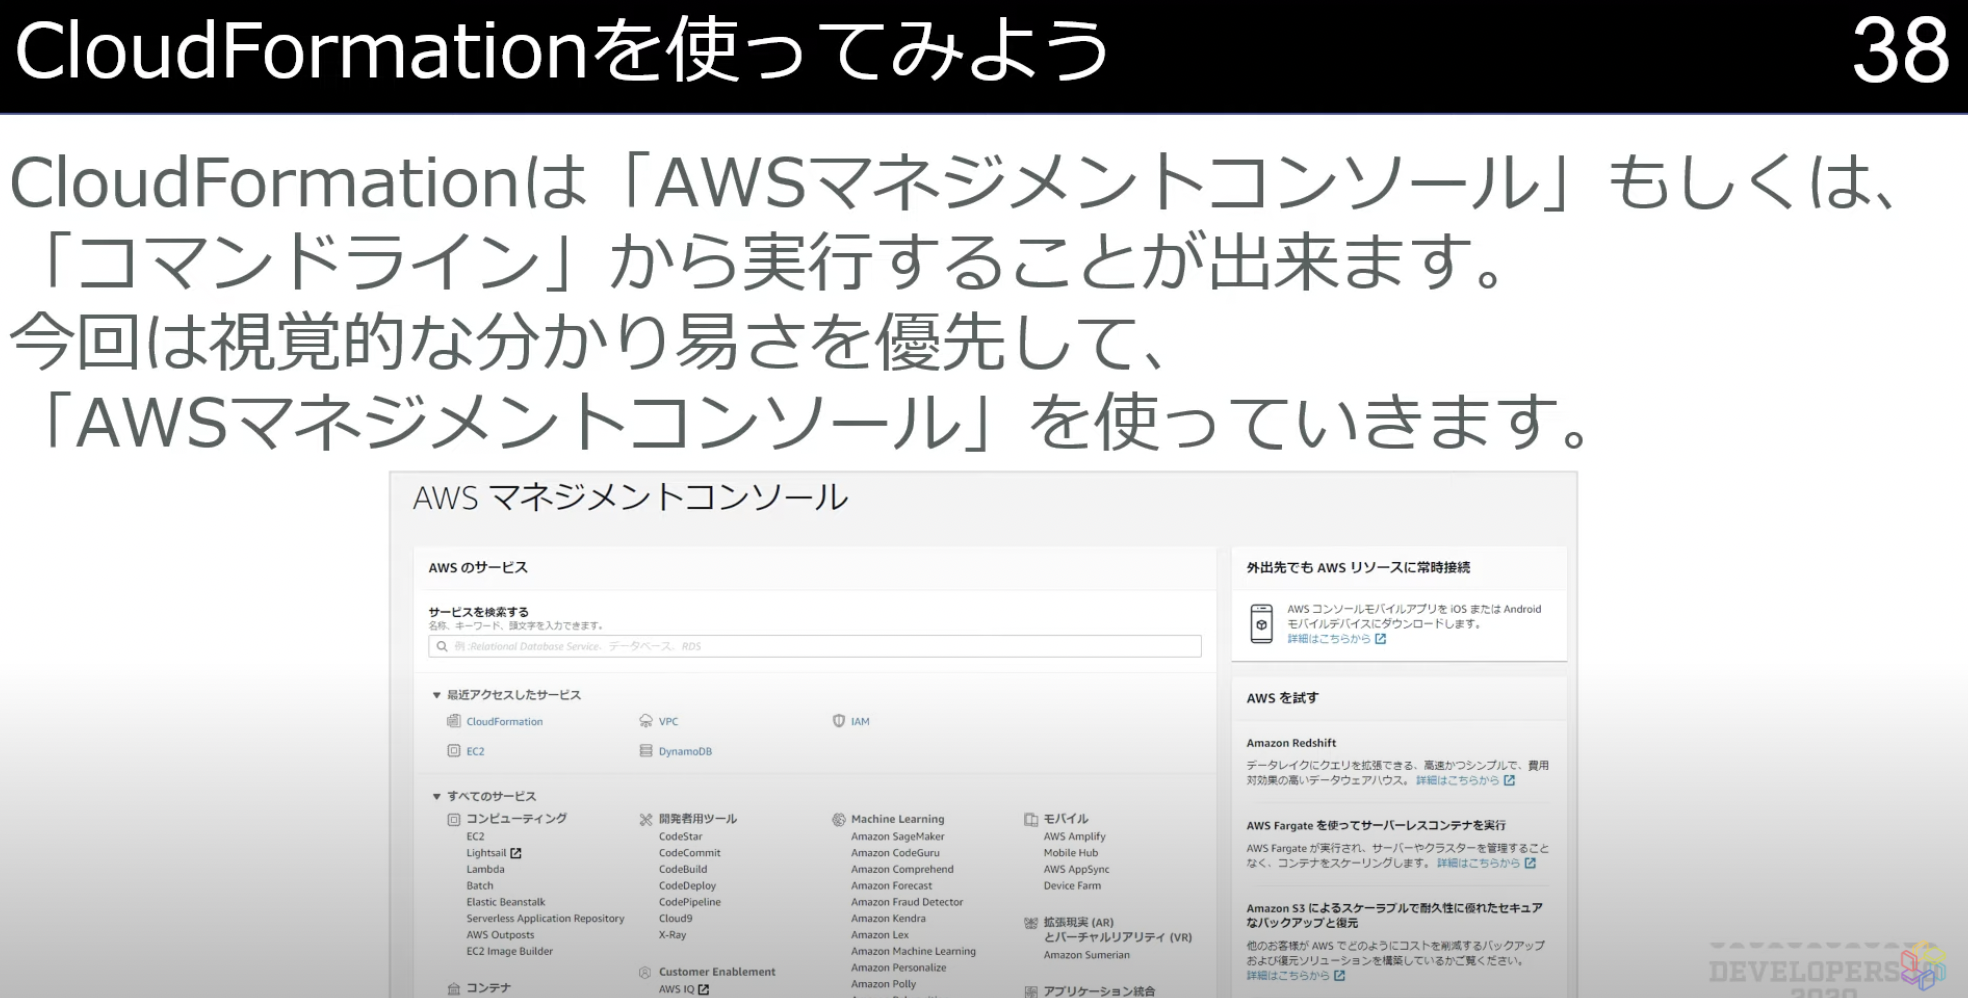 CloudFormationを使ってみよう
38
CloudFormationは「AWSマネジメントコンソール」もしくは、
「コマンドライン」から実行することが出来ます。
今回は視覚的な分かり易さを優先して、
「AWSマネジメントコンソール」を使っていきます。
AWS マネジメントコンソール
AWS のサービス
サービスを検索する
名称、キーワード、頭文字を入力できます。
例:Relational Database Service、データベース、RDS
▼ 最近アクセスしたサービス
CloudFormation
VPC
IAM
EC2
DynamoDB
▼ すべてのサービス
コンピューティング
EC2
Lightsail
Lambda
Batch
Elastic Beanstalk
Serverless Application Repository
AWS Outposts
EC2 Image Builder
コンテナ
開発者用ツール
CodeStar
CodeCommit
CodeBuild
CodeDeploy
CodePipeline
Cloud9
X-Ray
Customer Enablement
AWS IQ
Machine Learning
Amazon SageMaker
Amazon CodeGuru
Amazon Comprehend
Amazon Forecast
Amazon Fraud Detector
Amazon Kendra
Amazon Lex
Amazon Machine Learning
Amazon Personalize
Amazon Polly
モバイル
AWS Amplify
Mobile Hub
AWS AppSync
Device Farm
拡張現実 (AR)
とバーチャルリアリティ (VR)
Amazon Sumerian
アプリケーション統合
外出先でも AWS リソースに常時接続
AWS コンソールモバイルアプリを iOS または Android
モバイルデバイスにダウンロードします。
詳細はこちらから
AWS を試す
Amazon Redshift
データレイクにクエリを拡張できる、高速かつシンプルで、費用
対効果の高いデータウェアハウス。 詳細はこちらから
AWS Fargate を使ってサーバーレスコンテナを実行
AWS Fargate が実行され、サーバーやクラスターを管理すること
なく、コンテナをスケーリングします。 詳細はこちらから
Amazon S3 によるスケーラブルで耐久性に優れたセキュア
なバックアップと復元
他のお客様が AWS でどのようにコストを削減するバックアップ
および復元ソリューションを構築しているかご覧ください。
詳細はこちらから
DEVELOPERS